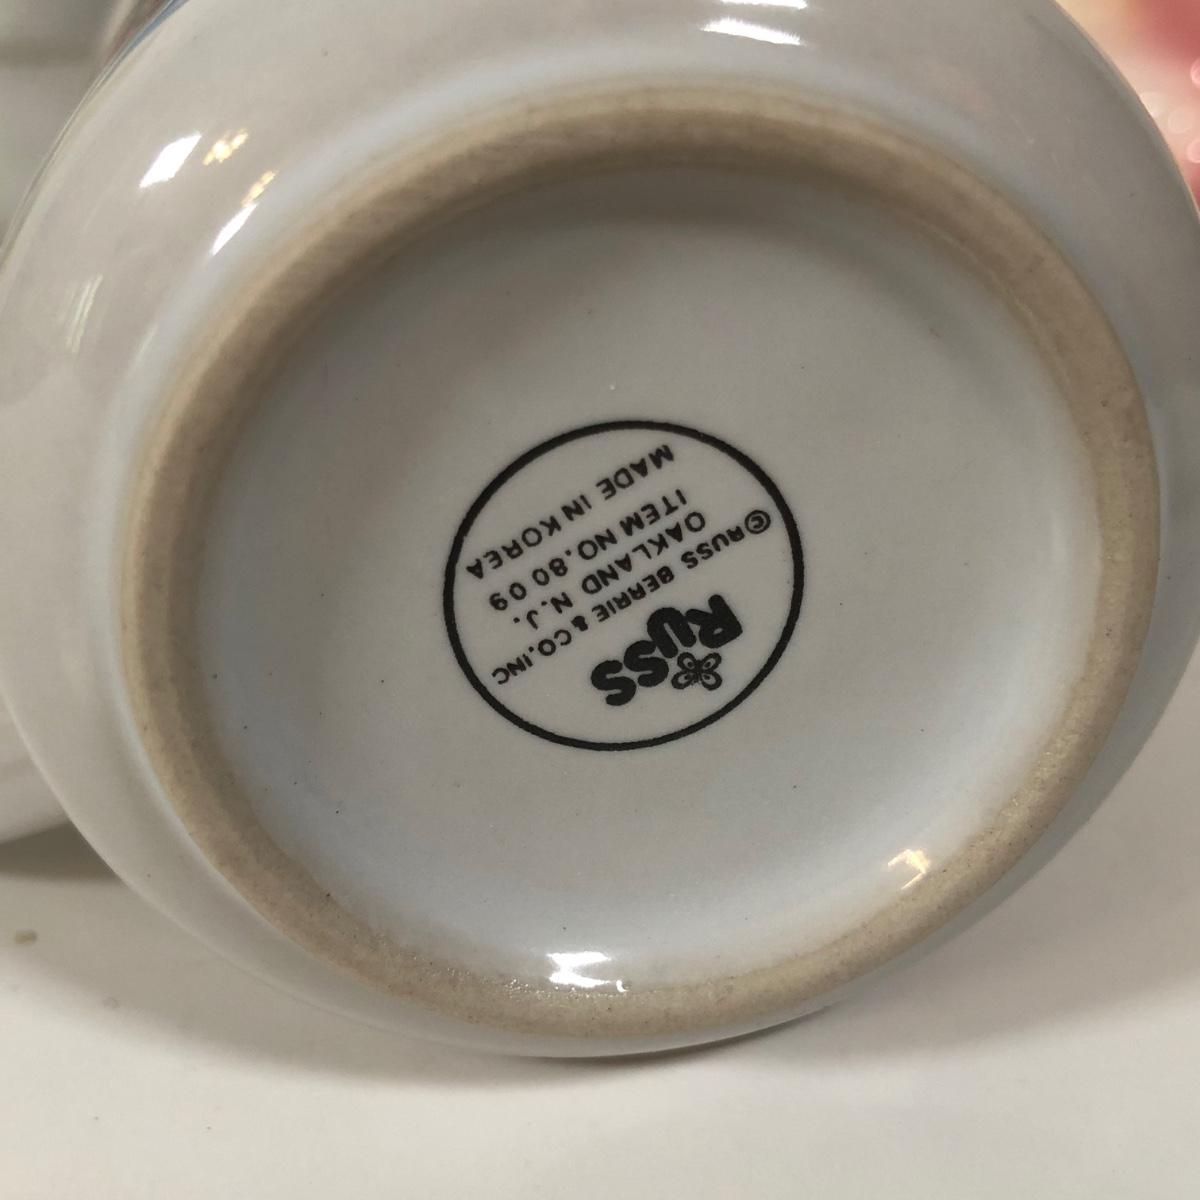 RUSS
©RUSS BERRIE & CO.INC
OAKLAND N.J.
ITEM NO.80 09
MADE IN KOREA